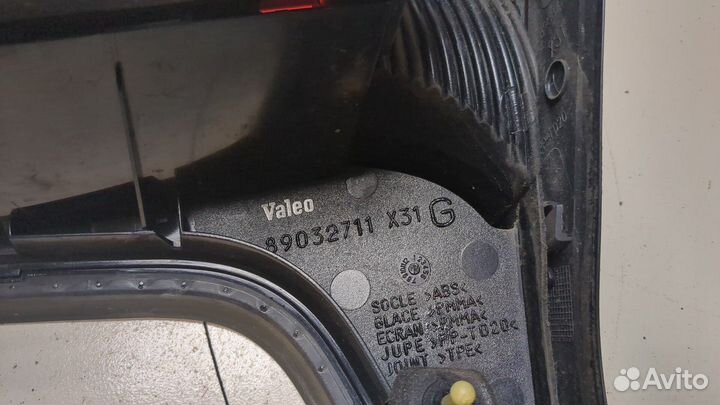 Valeo
89032711 X31 G
SOCLE >ABS<
GLACE >PMMA<
ECRAN >PMMA<
JUPE >PP-TD20<
JOINT >TPE<
Avito